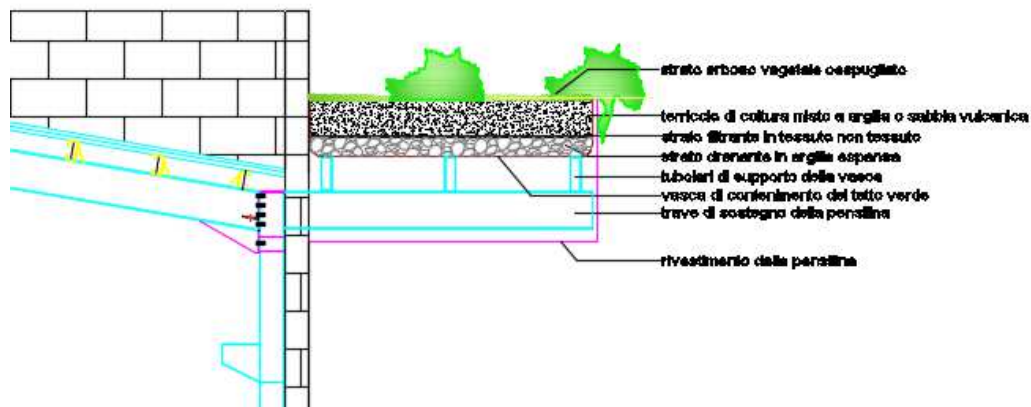 strato erboso vegetale cespugliato
terriccio di coltura misto a argilla o sabbia vulcanica
strato filtrante in tessuto non tessuto
strato drenante in argilla espansa
tubolari di supporto della vasca
vasca di contenimento del tetto verde
trave di sostegno della pensilina
rivestimento della pensilina